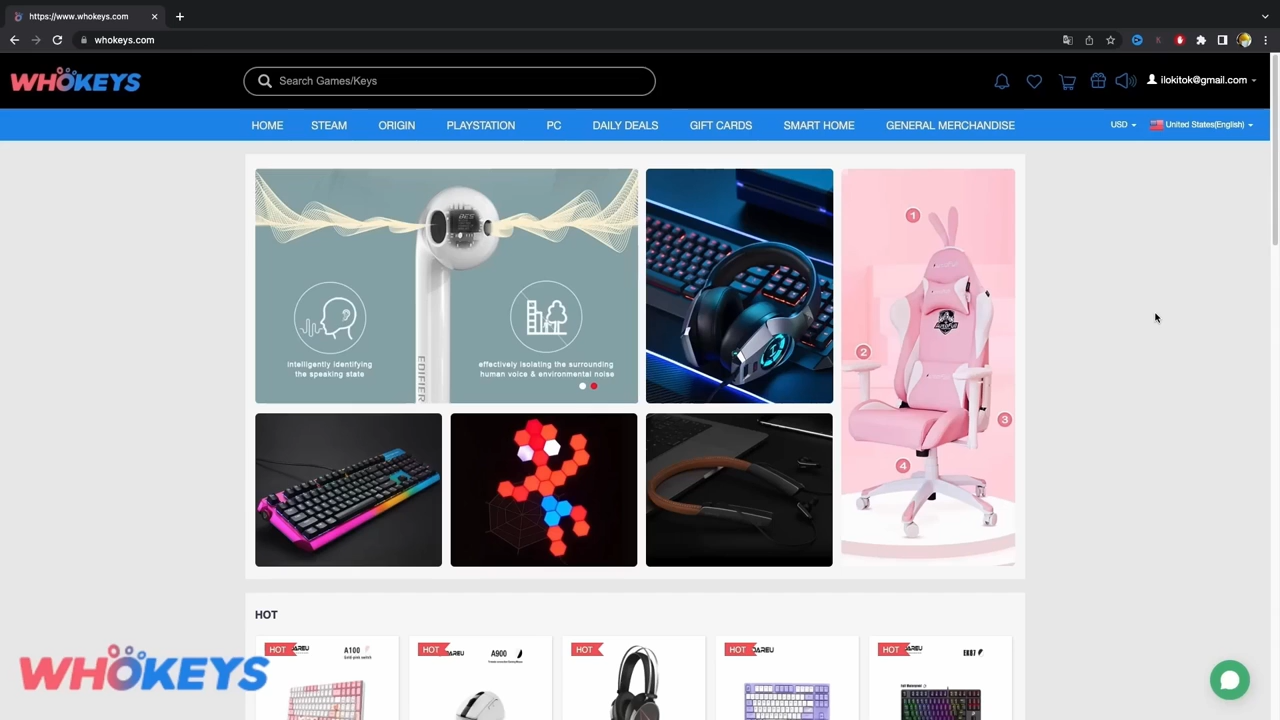 https://www.whokeys.com
whokeys.com
WHOKEYS
Search Games/Keys
ilokitok@gmail.com
HOME STEAM ORIGIN PLAYSTATION PC DAILY DEALS GIFT CARDS SMART HOME GENERAL MERCHANDISE
USD United States(English)
intelligently identifying
the speaking state
effectively isolating the surrounding
human voice & environmental noise
EDIFIER
1
2
3
4
HOT
HOT A100
HOT A900
HOT
HOT
HOT EK87
WHOKEYS